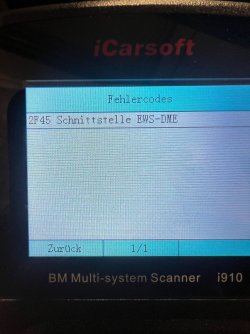 iCarsoft
Fehlercodes
2F45 Schnittstelle EWS-DME
Zurück 1/1
BM Multi-system Scanner i910